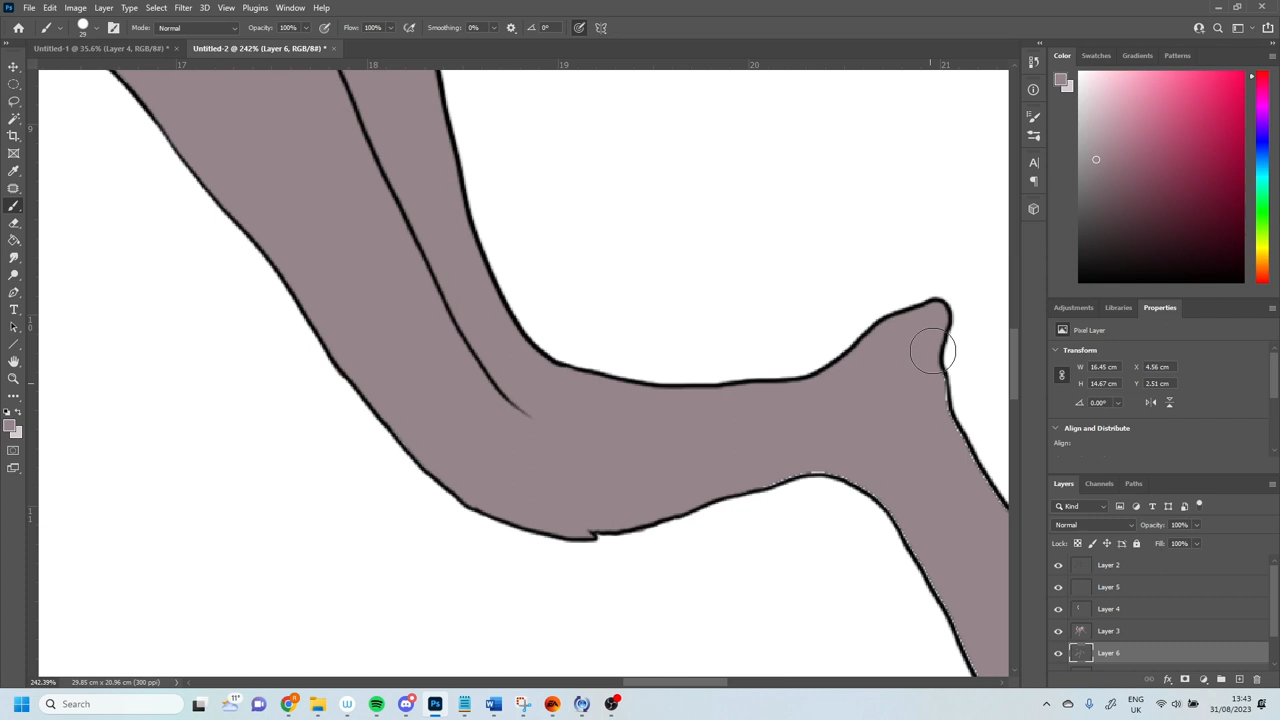 File Edit Image Layer Type Select Filter 3D View Plugins Window Help
29 Mode: Normal Opacity: 100% Flow: 100% Smoothing: 0% 0°
Untitled-1 @ 35.6% (Layer 4, RGB/8#) * × Untitled-2 @ 242% (Layer 6, RGB/8#) * ×
17 18 19 20 21
9
10
11
Color Swatches Gradients Patterns
Adjustments Libraries Properties
Pixel Layer
Transform
W 16.45 cm X 4.56 cm
H 14.67 cm Y 2.51 cm
0.00°
Align and Distribute
Align:
Layers Channels Paths
Kind
Normal Opacity: 100%
Lock: Fill: 100%
Layer 2
Layer 5
Layer 4
Layer 3
Layer 6
242.39% 29.85 cm x 20.96 cm (300 ppi)
Search
11°
13:43
ENG
UK
31/08/2023